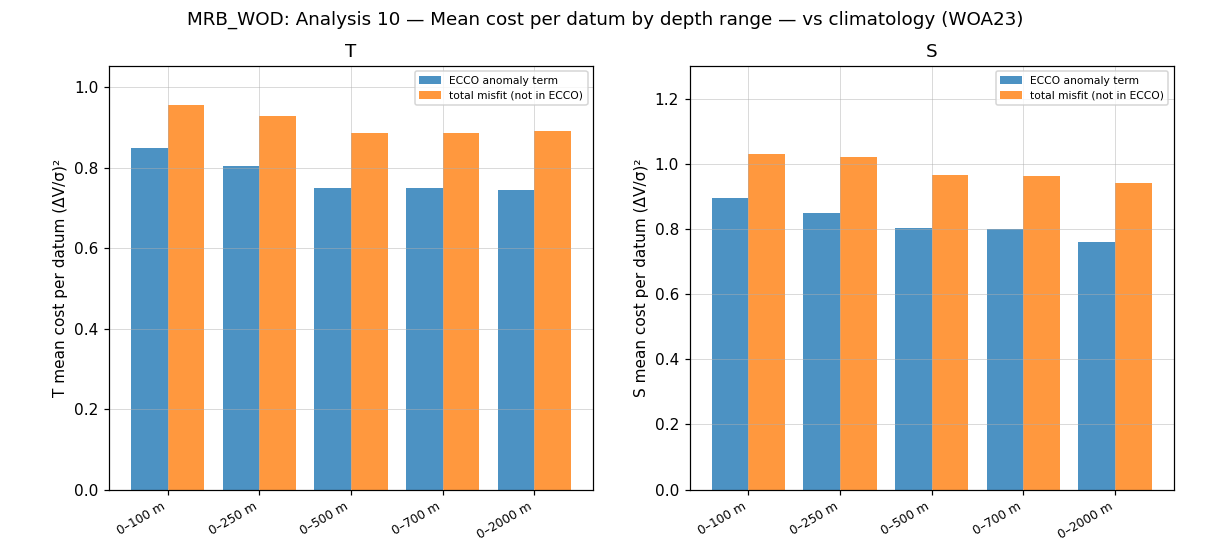 MRB_WOD: Analysis 10 — Mean cost per datum by depth range — vs climatology (WOA23)
T
ECCO anomaly term
total misfit (not in ECCO)
T mean cost per datum (ΔV/σ)²
1.0
0.8
0.6
0.4
0.2
0.0
0–100 m
0–250 m
0–500 m
0–700 m
0–2000 m
S
ECCO anomaly term
total misfit (not in ECCO)
S mean cost per datum (ΔV/σ)²
1.2
1.0
0.8
0.6
0.4
0.2
0.0
0–100 m
0–250 m
0–500 m
0–700 m
0–2000 m